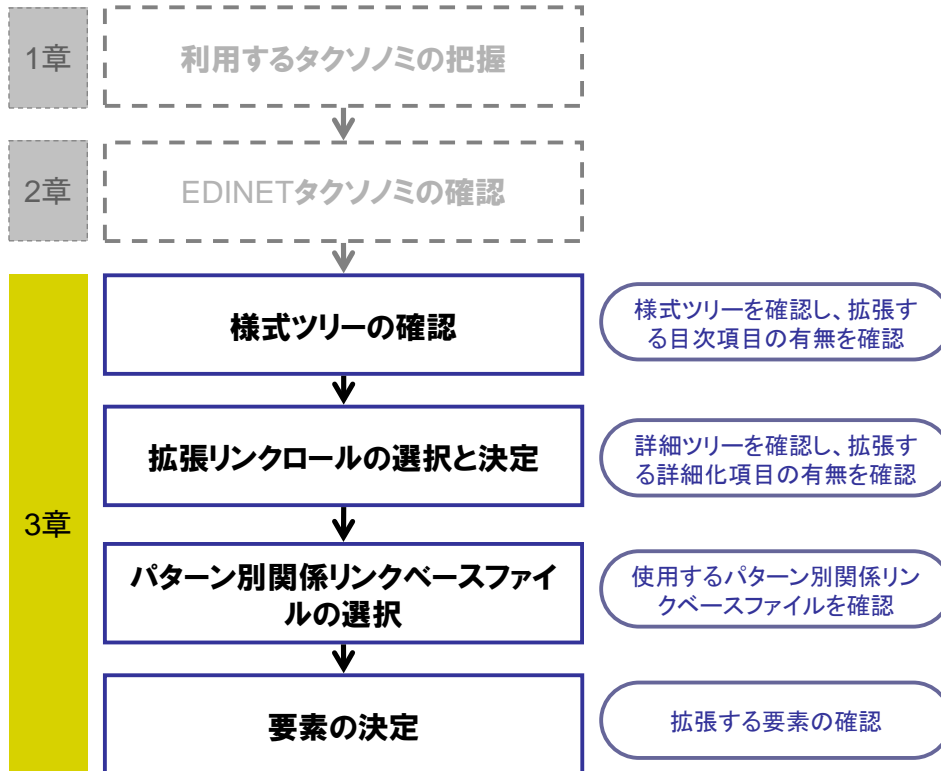 1章
利用するタクソノミの把握
2章
EDINETタクソノミの確認
3章
様式ツリーの確認
様式ツリーを確認し、拡張す
る目次項目の有無を確認
拡張リンクロールの選択と決定
詳細ツリーを確認し、拡張す
る詳細化項目の有無を確認
パターン別関係リンクベースファイ
ルの選択
使用するパターン別関係リン
クベースファイルを確認
要素の決定
拡張する要素の確認